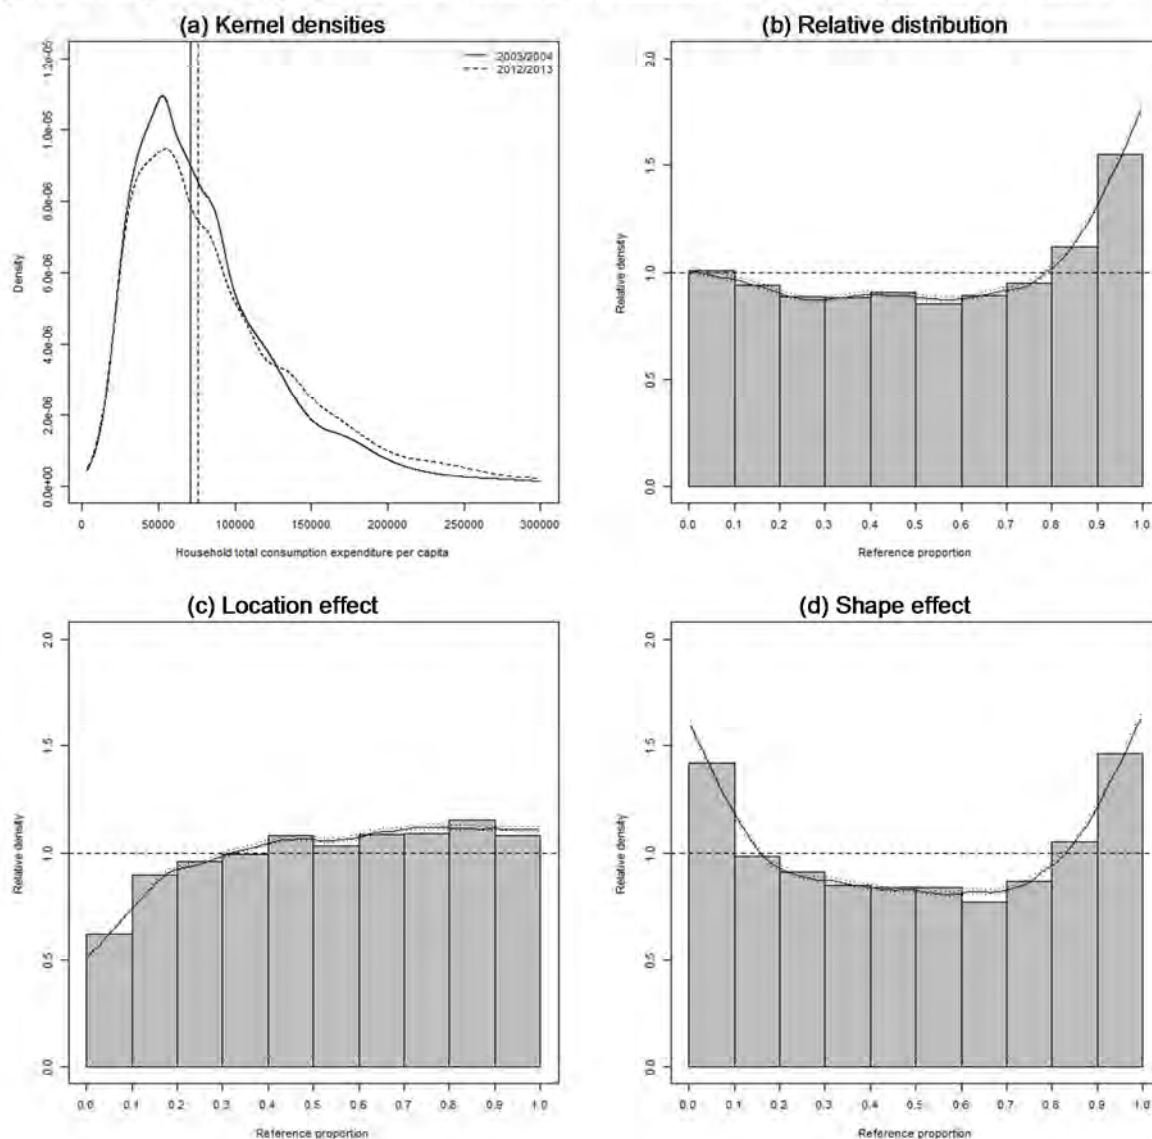 (a) Kernel densities
1.2e-05
1.0e-05
8.0e-06
6.0e-06
4.0e-06
2.0e-06
0.0e+00
Density
2003/2004
2012/2013
0 50000 100000 150000 200000 250000 300000
Household total consumption expenditure per capita
(b) Relative distribution
2.0
1.5
1.0
0.5
0.0
Relative density
0.0 0.1 0.2 0.3 0.4 0.5 0.6 0.7 0.8 0.9 1.0
Reference proportion
(c) Location effect
2.0
1.5
1.0
0.5
0.0
Relative density
0.0 0.1 0.2 0.3 0.4 0.5 0.6 0.7 0.8 0.9 1.0
Reference proportion
(d) Shape effect
2.0
1.5
1.0
0.5
0.0
Relative density
0.0 0.1 0.2 0.3 0.4 0.5 0.6 0.7 0.8 0.9 1.0
Reference proportion